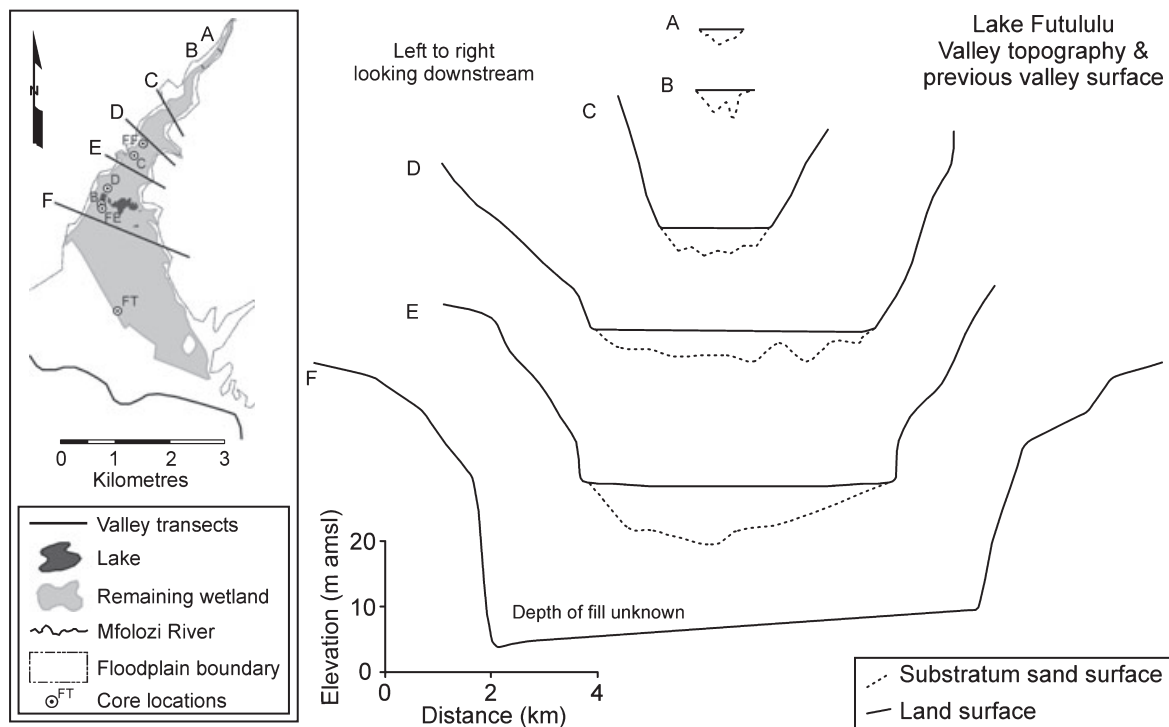 A
B
C
D
E
F
N
C
D
FE
FT
0 1 2 3
Kilometres
Valley transects
Lake
Remaining wetland
Mfolozi River
Floodplain boundary
FT
Core locations
Left to right
looking downstream
Lake Futululu
Valley topography &
previous valley surface
A
B
C
D
E
F
Elevation (m amsl)
20
10
0
Depth of fill unknown
0 2 4
Distance (km)
Substratum sand surface
Land surface